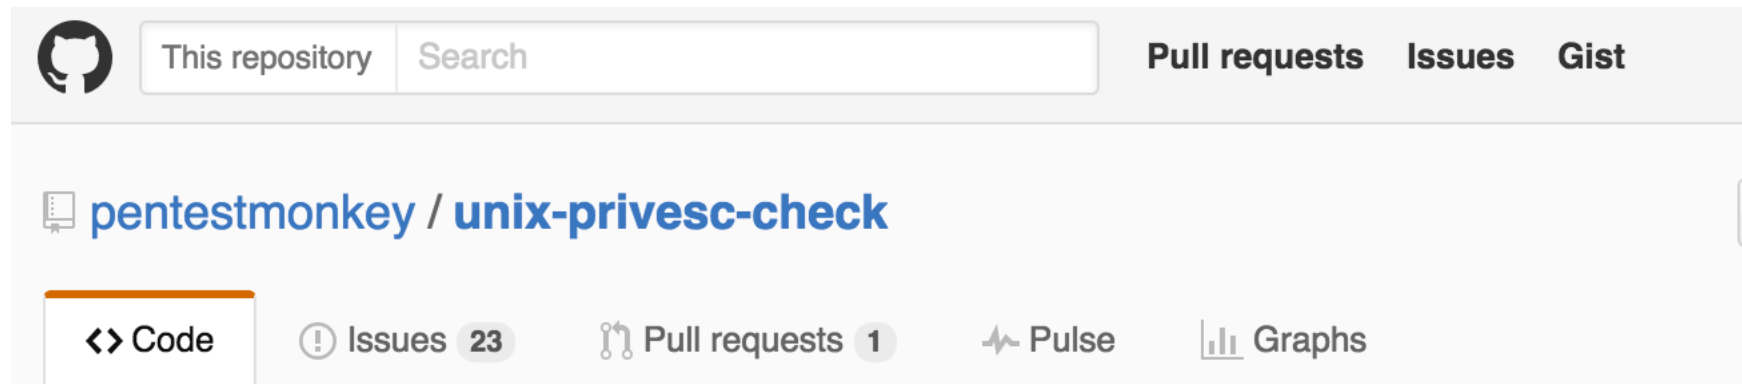 This repository Search Pull requests Issues Gist
pentestmonkey / unix-privesc-check
<> Code Issues 23 Pull requests 1 Pulse Graphs